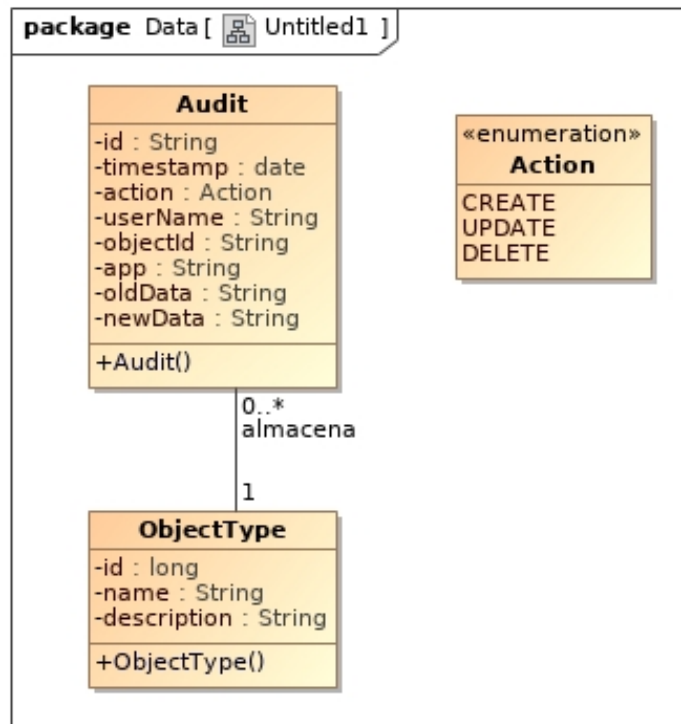 package Data [ Untitled1 ]
Audit
-id : String
-timestamp : date
-action : Action
-userName : String
-objectId : String
-app : String
-oldData : String
-newData : String
+Audit()
«enumeration»
Action
CREATE
UPDATE
DELETE
0..*
almacena
1
ObjectType
-id : long
-name : String
-description : String
+ObjectType()